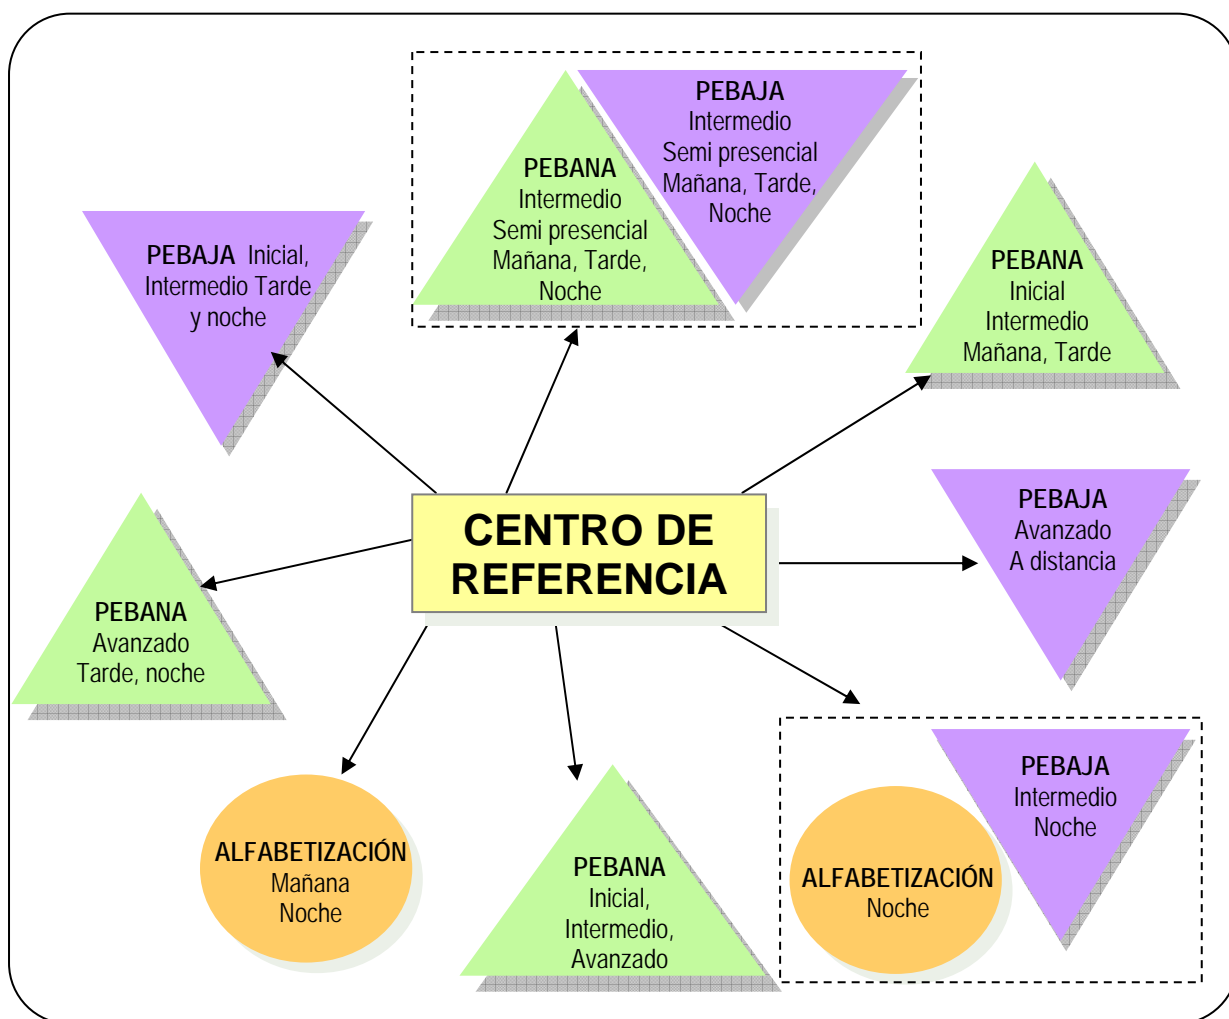 PEBAJA
Intermedio
Semi presencial
Mañana, Tarde,
Noche
PEBANA
Intermedio
Semi presencial
Mañana, Tarde,
Noche
PEBAJA Inicial,
Intermedio Tarde
y noche
PEBANA
Inicial
Intermedio
Mañana, Tarde
CENTRO DE
REFERENCIA
PEBAJA
Avanzado
A distancia
PEBANA
Avanzado
Tarde, noche
ALFABETIZACIÓN
Mañana
Noche
PEBANA
Inicial,
Intermedio,
Avanzado
ALFABETIZACIÓN
Noche
PEBAJA
Intermedio
Noche